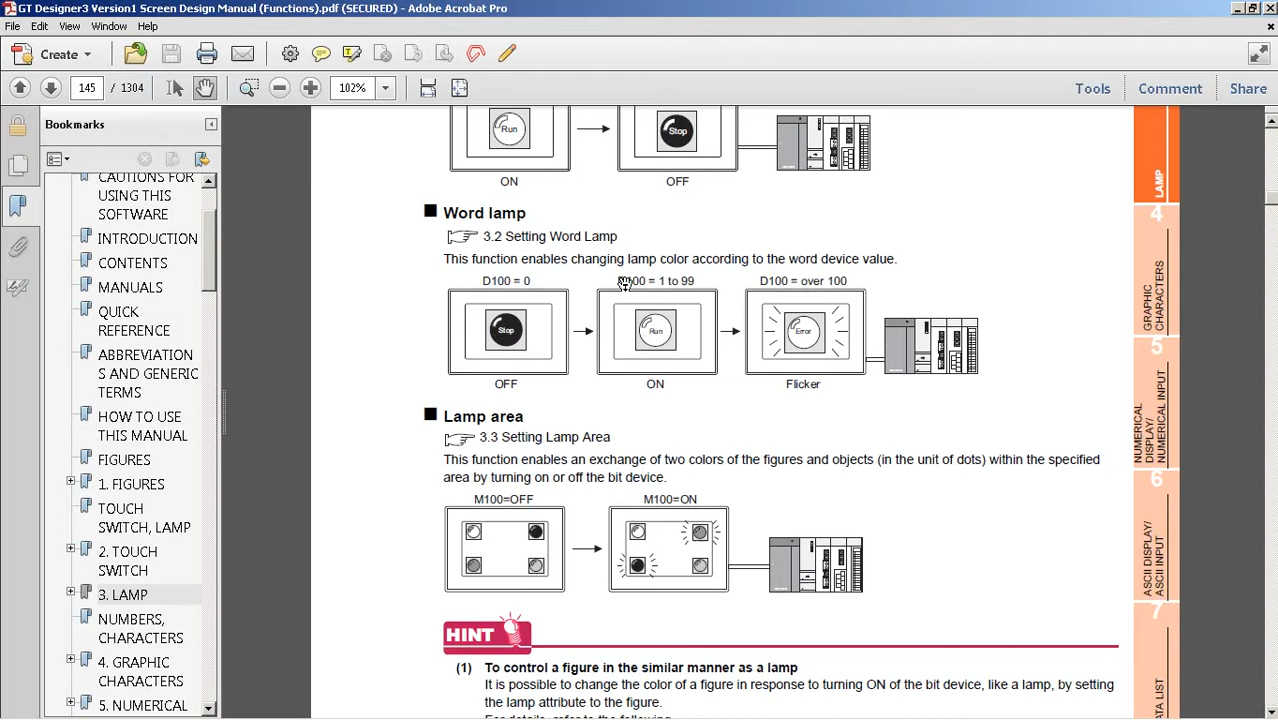 GT Designer3 Version1 Screen Design Manual (Functions).pdf (SECURED) - Adobe Acrobat Pro
File Edit View Window Help
Create
145 / 1304 102% Tools Comment Share
Bookmarks
CAUTIONS FOR
USING THIS
SOFTWARE
INTRODUCTION
CONTENTS
MANUALS
QUICK
REFERENCE
ABBREVIATION
S AND GENERIC
TERMS
HOW TO USE
THIS MANUAL
FIGURES
1. FIGURES
TOUCH
SWITCH, LAMP
2. TOUCH
SWITCH
3. LAMP
NUMBERS,
CHARACTERS
4. GRAPHIC
CHARACTERS
5. NUMERICAL
Run Stop
ON OFF
Word lamp
3.2 Setting Word Lamp
This function enables changing lamp color according to the word device value.
D100 = 0 00 = 1 to 99 D100 = over 100
Stop Run Error
OFF ON Flicker
Lamp area
3.3 Setting Lamp Area
This function enables an exchange of two colors of the figures and objects (in the unit of dots) within the specified
area by turning on or off the bit device.
M100=OFF M100=ON
HINT
(1) To control a figure in the similar manner as a lamp
It is possible to change the color of a figure in response to turning ON of the bit device, like a lamp, by setting
the lamp attribute to the figure.
For details, refer to the following.
LAMP
4
GRAPHIC
CHARACTERS
5
NUMERICAL
DISPLAY/
NUMERICAL INPUT
6
ASCII DISPLAY/
ASCII INPUT
7
DATA LIST